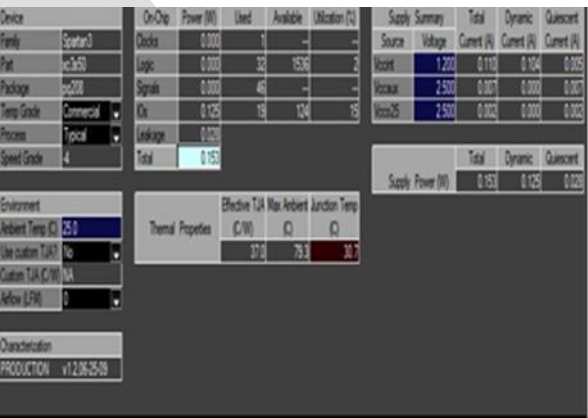 Device
Family Spartan3
Part xc3s50
Package pq208
Temp Grade Commercial
Process Typical
Speed Grade -4
Environment
Ambient Temp (C) 25.0
Use custom TJA? No
Custom TJA (C/W) NA
Airflow (LFM) 0
Characterization
PRODUCTION v1.2,06-25-09
On-Chip Power (W) Used Available Utilization (%)
Clocks 0.000 1 -- --
Logic 0.000 32 1536 2
Signals 0.000 46 -- --
IOs 0.125 19 124 15
Leakage
Total 0.153
Thermal Properties Effective TJA (C/W) Max Ambient (C) Junction Temp (C)
37.0 79.3 30.7
Supply Summary Total Dynamic Quiescent
Source Voltage Current (A) Current (A) Current (A)
Vccint 1.200 0.110 0.104 0.005
Vccaux 2.500 0.007 0.000 0.007
Vcco25 2.500 0.002 0.000 0.002
Total Dynamic Quiescent
Supply Power (W) 0.153 0.125